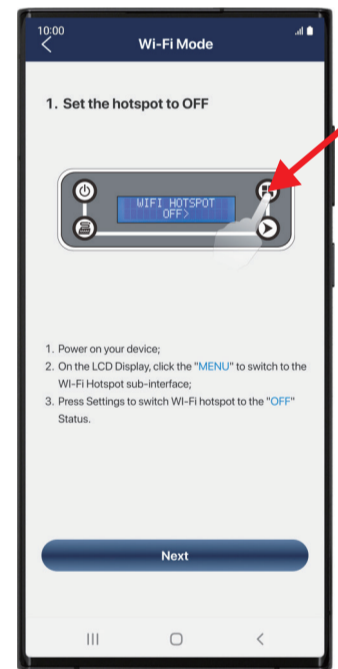 10:00
Wi-Fi Mode
1. Set the hotspot to OFF
WIFI HOTSPOT
OFF>
1. Power on your device;
2. On the LCD Display, click the "MENU" to switch to the
WI-Fi Hotspot sub-interface;
3. Press Settings to switch WI-Fi hotspot to the "OFF"
Status.
Next